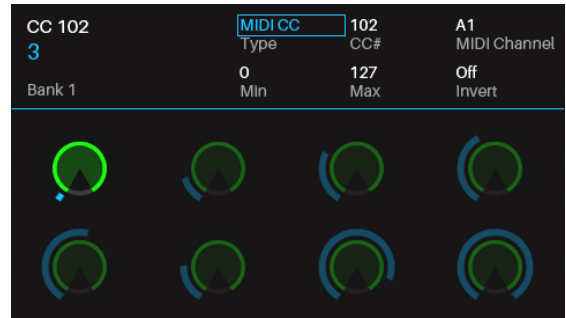 CC 102
3
Bank 1
MIDI CC 102 A1
Type CC# MIDI Channel
0 127 Off
Min Max Invert